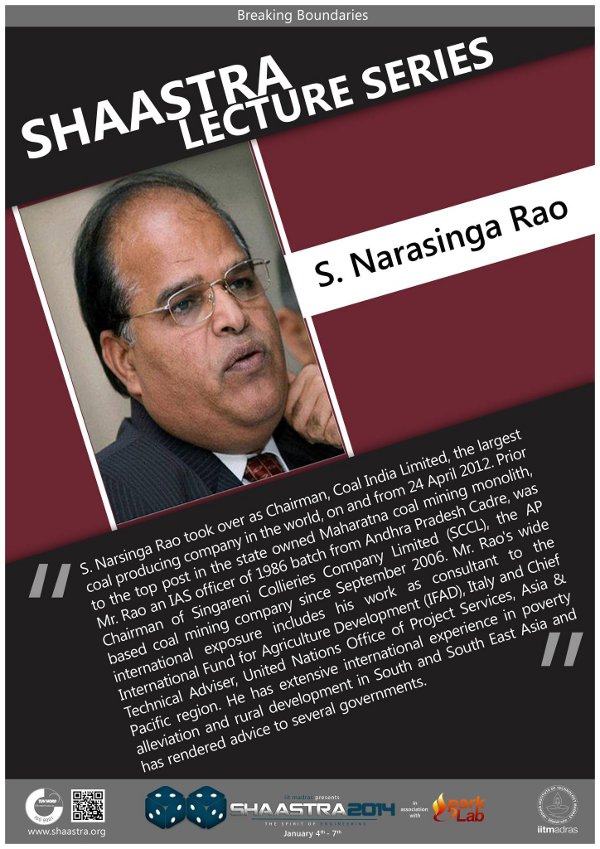 Breaking Boundaries
SHAASTRA
LECTURE SERIES
S. Narasinga Rao
S. Narsinga Rao took over as Chairman, Coal India Limited, the largest
coal producing company in the world, on and from 24 April 2012. Prior
to the top post in the state owned Maharatna coal mining monolith,
Mr. Rao an IAS officer of 1986 batch from Andhra Pradesh Cadre, was
Chairman of Singareni Collieries Company Limited (SCCL), the AP
based coal mining company since September 2006. Mr. Rao's wide
international exposure includes his work as consultant to the
International Fund for Agriculture Development (IFAD), Italy and Chief
Technical Adviser, United Nations Office of Project Services, Asia &
Pacific region. He has extensive international experience in poverty
alleviation and rural development in South and South East Asia and
has rendered advice to several governments.
www.shaastra.org
iit madras presents
SHAASTRA 2014
THE SPIRIT OF ENGINEERING
January 4th - 7th
in
association
with
Spark
Lab
iitmadras